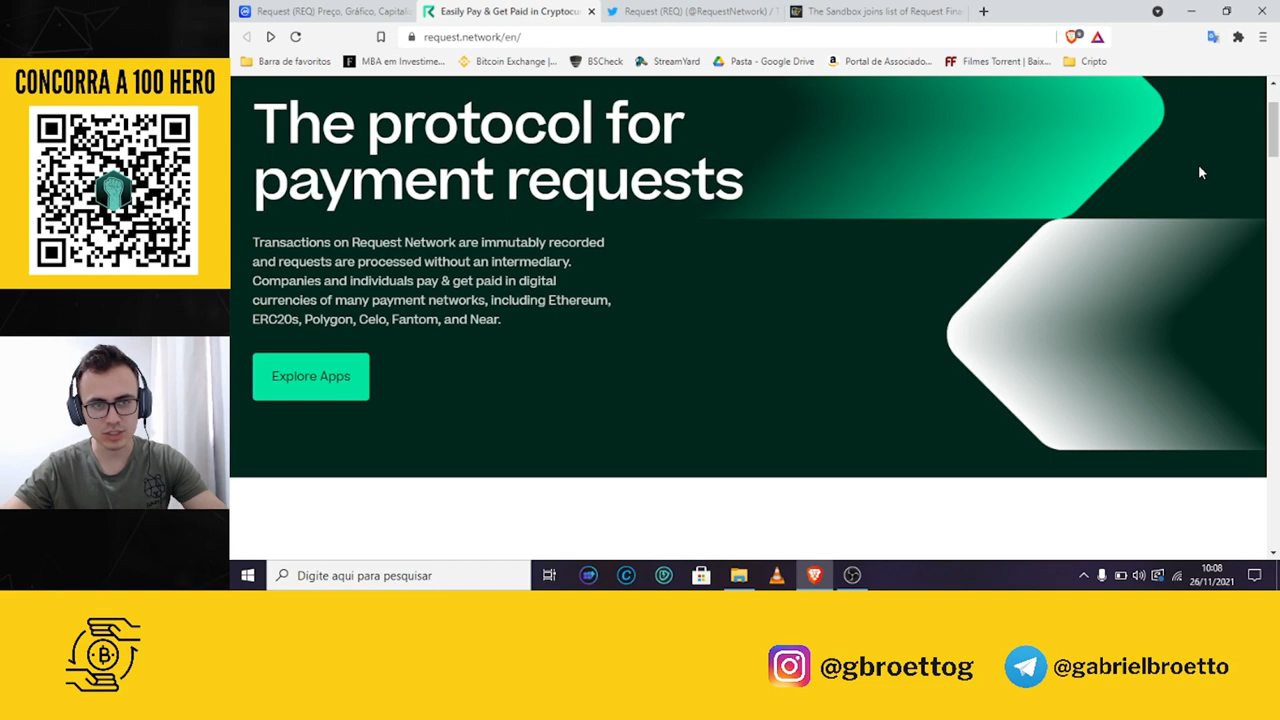 CONCORRA A 100 HERO
Request (REQ) Preço, Gráfico, Capitali
Easily Pay & Get Paid in Cryptocu
Request (REQ) (@RequestNetwork) / T
The Sandbox joins list of Request Finan
request.network/en/
Barra de favoritos
MBA em Investime...
Bitcoin Exchange |...
BSCheck
StreamYard
Pasta - Google Drive
Portal de Associado...
Filmes Torrent | Baix...
Cripto
The protocol for
payment requests
Transactions on Request Network are immutably recorded
and requests are processed without an intermediary.
Companies and individuals pay & get paid in digital
currencies of many payment networks, including Ethereum,
ERC20s, Polygon, Celo, Fantom, and Near.
Explore Apps
Digite aqui para pesquisar
10:08
26/11/2021
@gbroettog
@gabrielbroetto